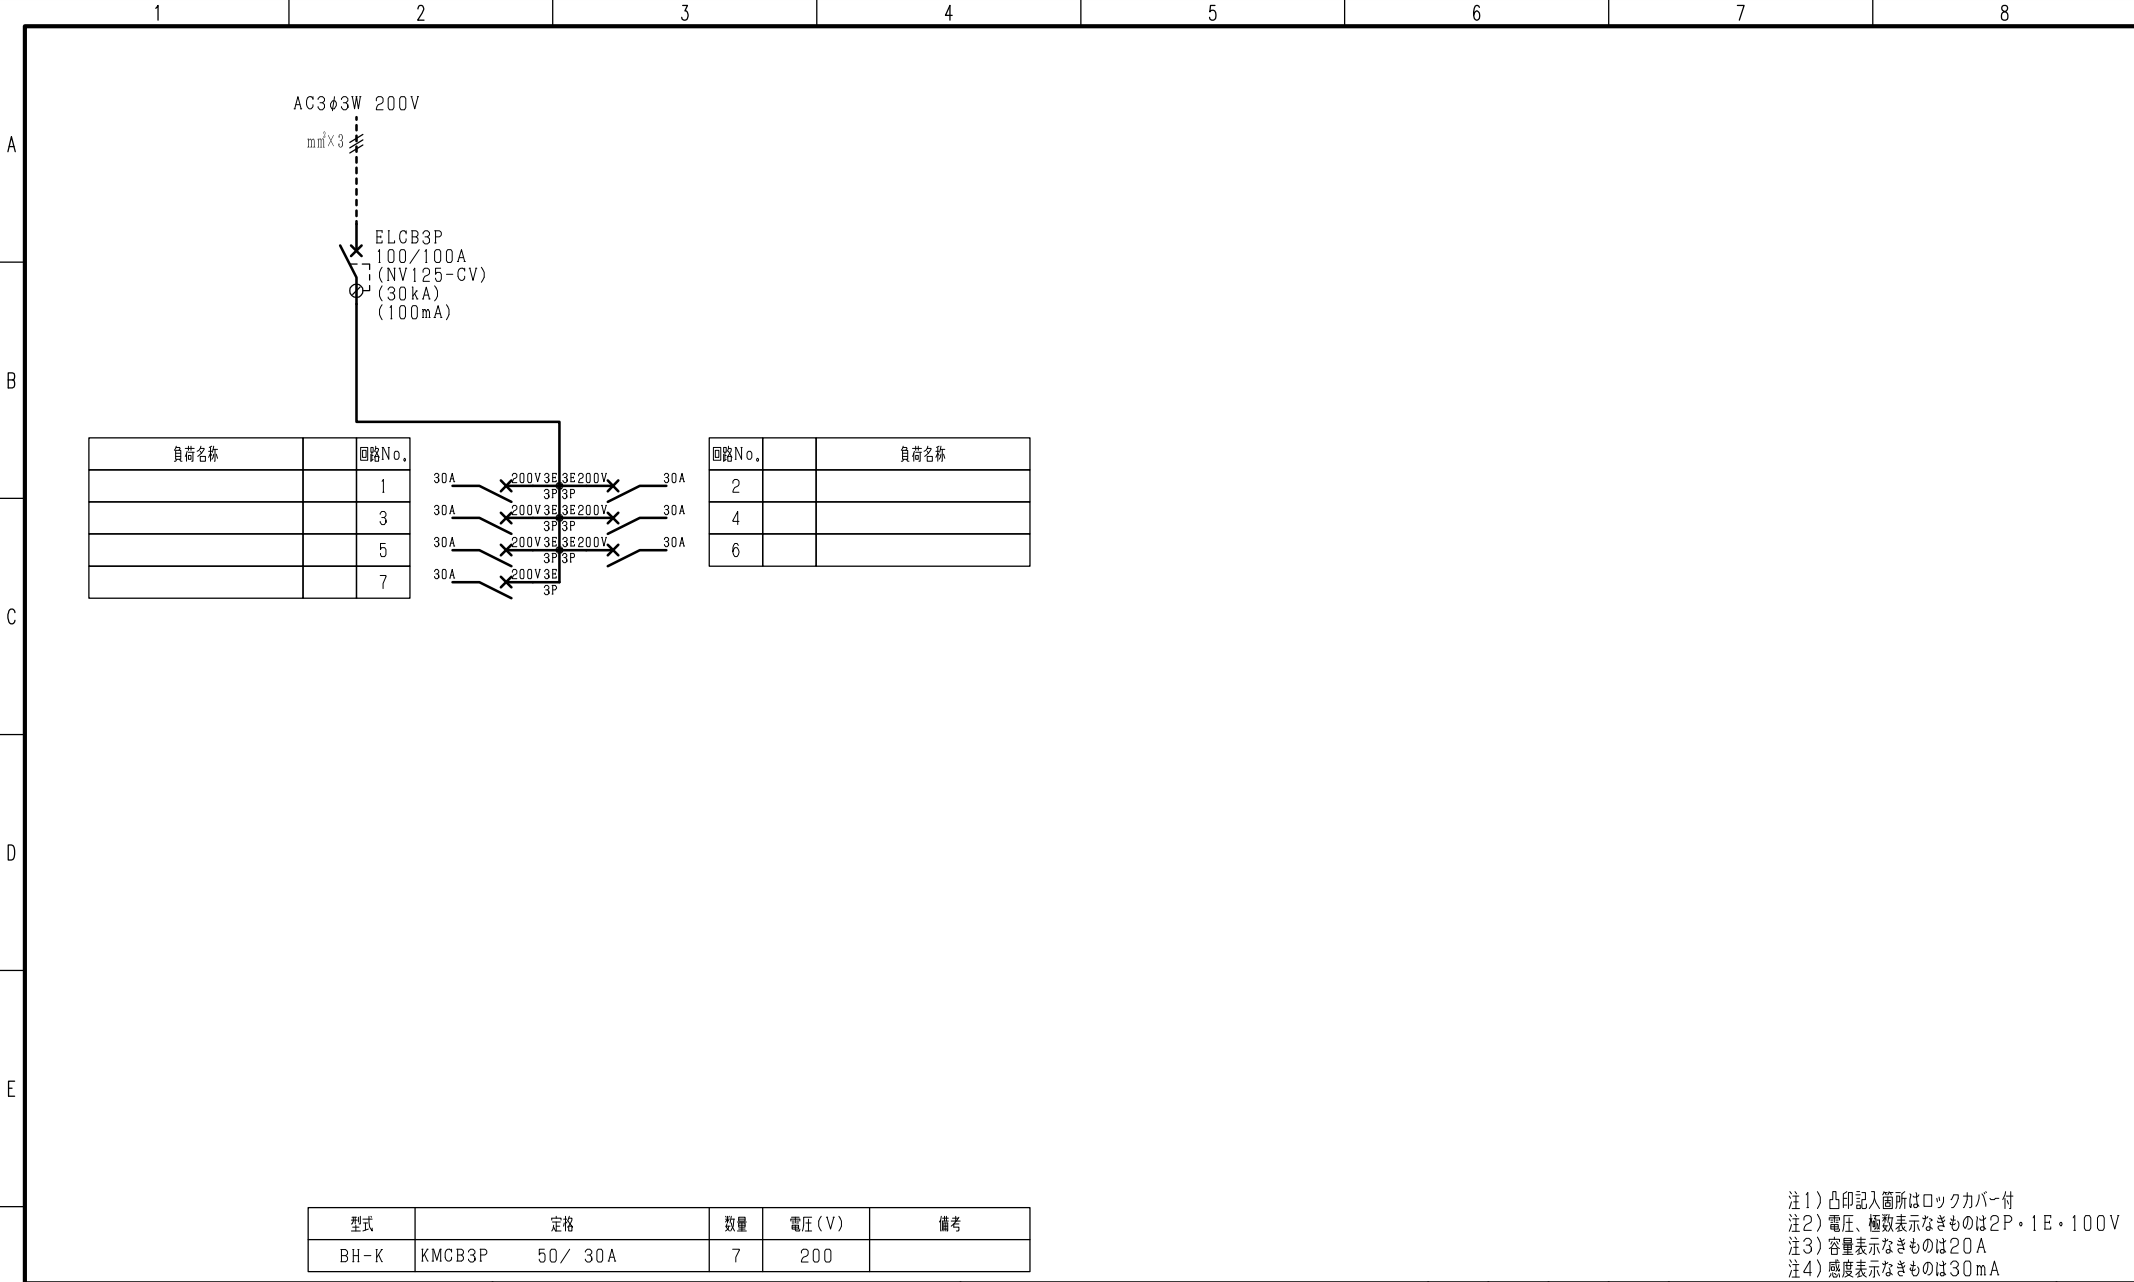 1 2 3 4 5 6 7 8
A
B
C
D
E
AC3φ3W 200V
mm²×3
ELCB3P
100/100A
(NV125-CV)
(30kA)
(100mA)
負荷名称 回路No.
1
3
5
7
30A 200V3E 3E200V 30A
3P 3P
30A 200V3E 3E200V 30A
3P 3P
30A 200V3E 3E200V 30A
3P 3P
30A 200V3E
3P
回路No. 負荷名称
2
4
6
型式 定格 数量 電圧(V) 備考
BH-K KMCB3P 50/ 30A 7 200
注1)凸印記入箇所はロックカバー付
注2)電圧、極数表示なきものは2P・1E・100V
注3)容量表示なきものは20A
注4)感度表示なきものは30mA